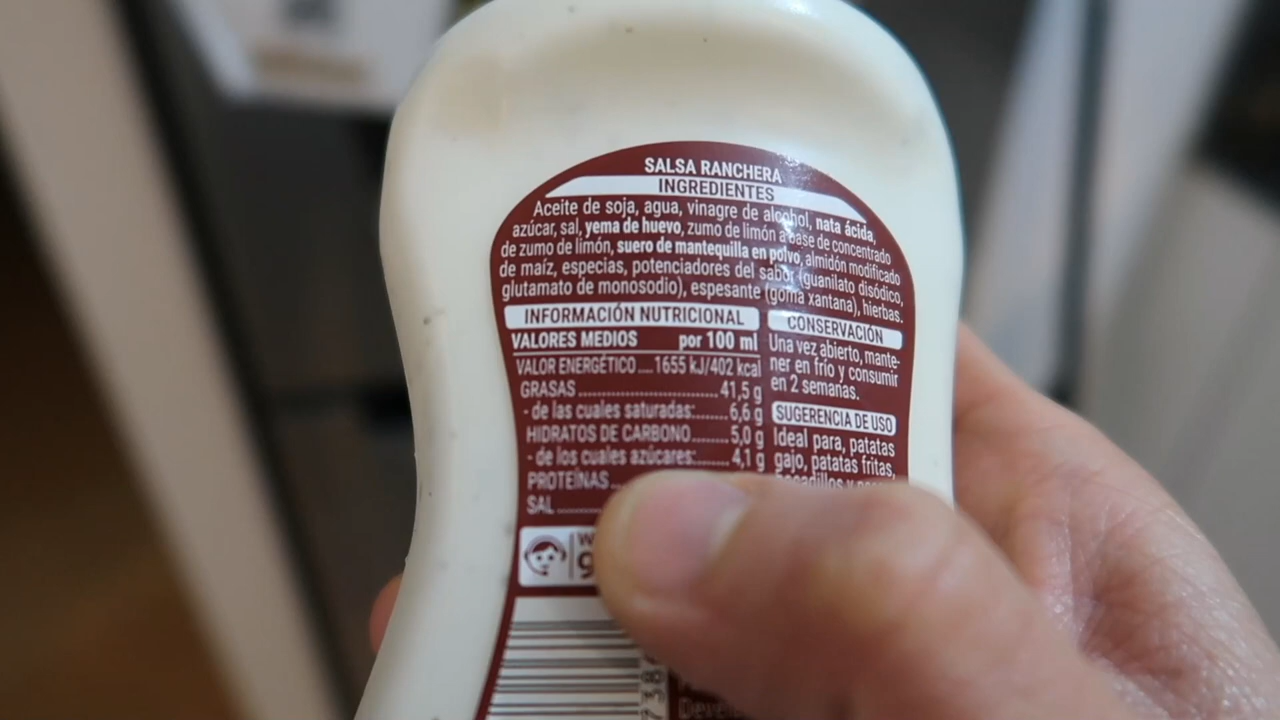 SALSA RANCHERA
INGREDIENTES
Aceite de soja, agua, vinagre de alcohol, nata ácida,
azúcar, sal, yema de huevo, zumo de limón a base de concentrado
de zumo de limón, suero de mantequilla en polvo, almidón modificado
de maíz, especias, potenciadores del sabor (guanilato disódico,
glutamato de monosodio), espesante (goma xantana), hierbas.
INFORMACIÓN NUTRICIONAL
VALORES MEDIOS por 100 ml
VALOR ENERGÉTICO .... 1655 kJ/402 kcal
GRASAS .......................... 41,5 g
- de las cuales saturadas:....... 6,6 g
HIDRATOS DE CARBONO........ 5,0 g
- de los cuales azúcares:....... 4,1 g
PROTEÍNAS...
SAL ............
CONSERVACIÓN
Una vez abierto, mante-
ner en frío y consumir
en 2 semanas.
SUGERENCIA DE USO
Ideal para, patatas
gajo, patatas fritas,
bocadillos y
738